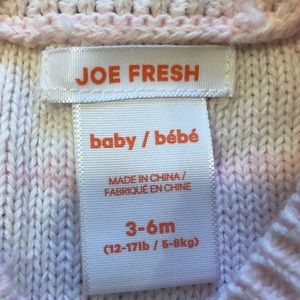 JOE FRESH
baby / bébé
MADE IN CHINA /
FABRIQUÉ EN CHINE
3-6m
(12-17lb / 5-8kg)